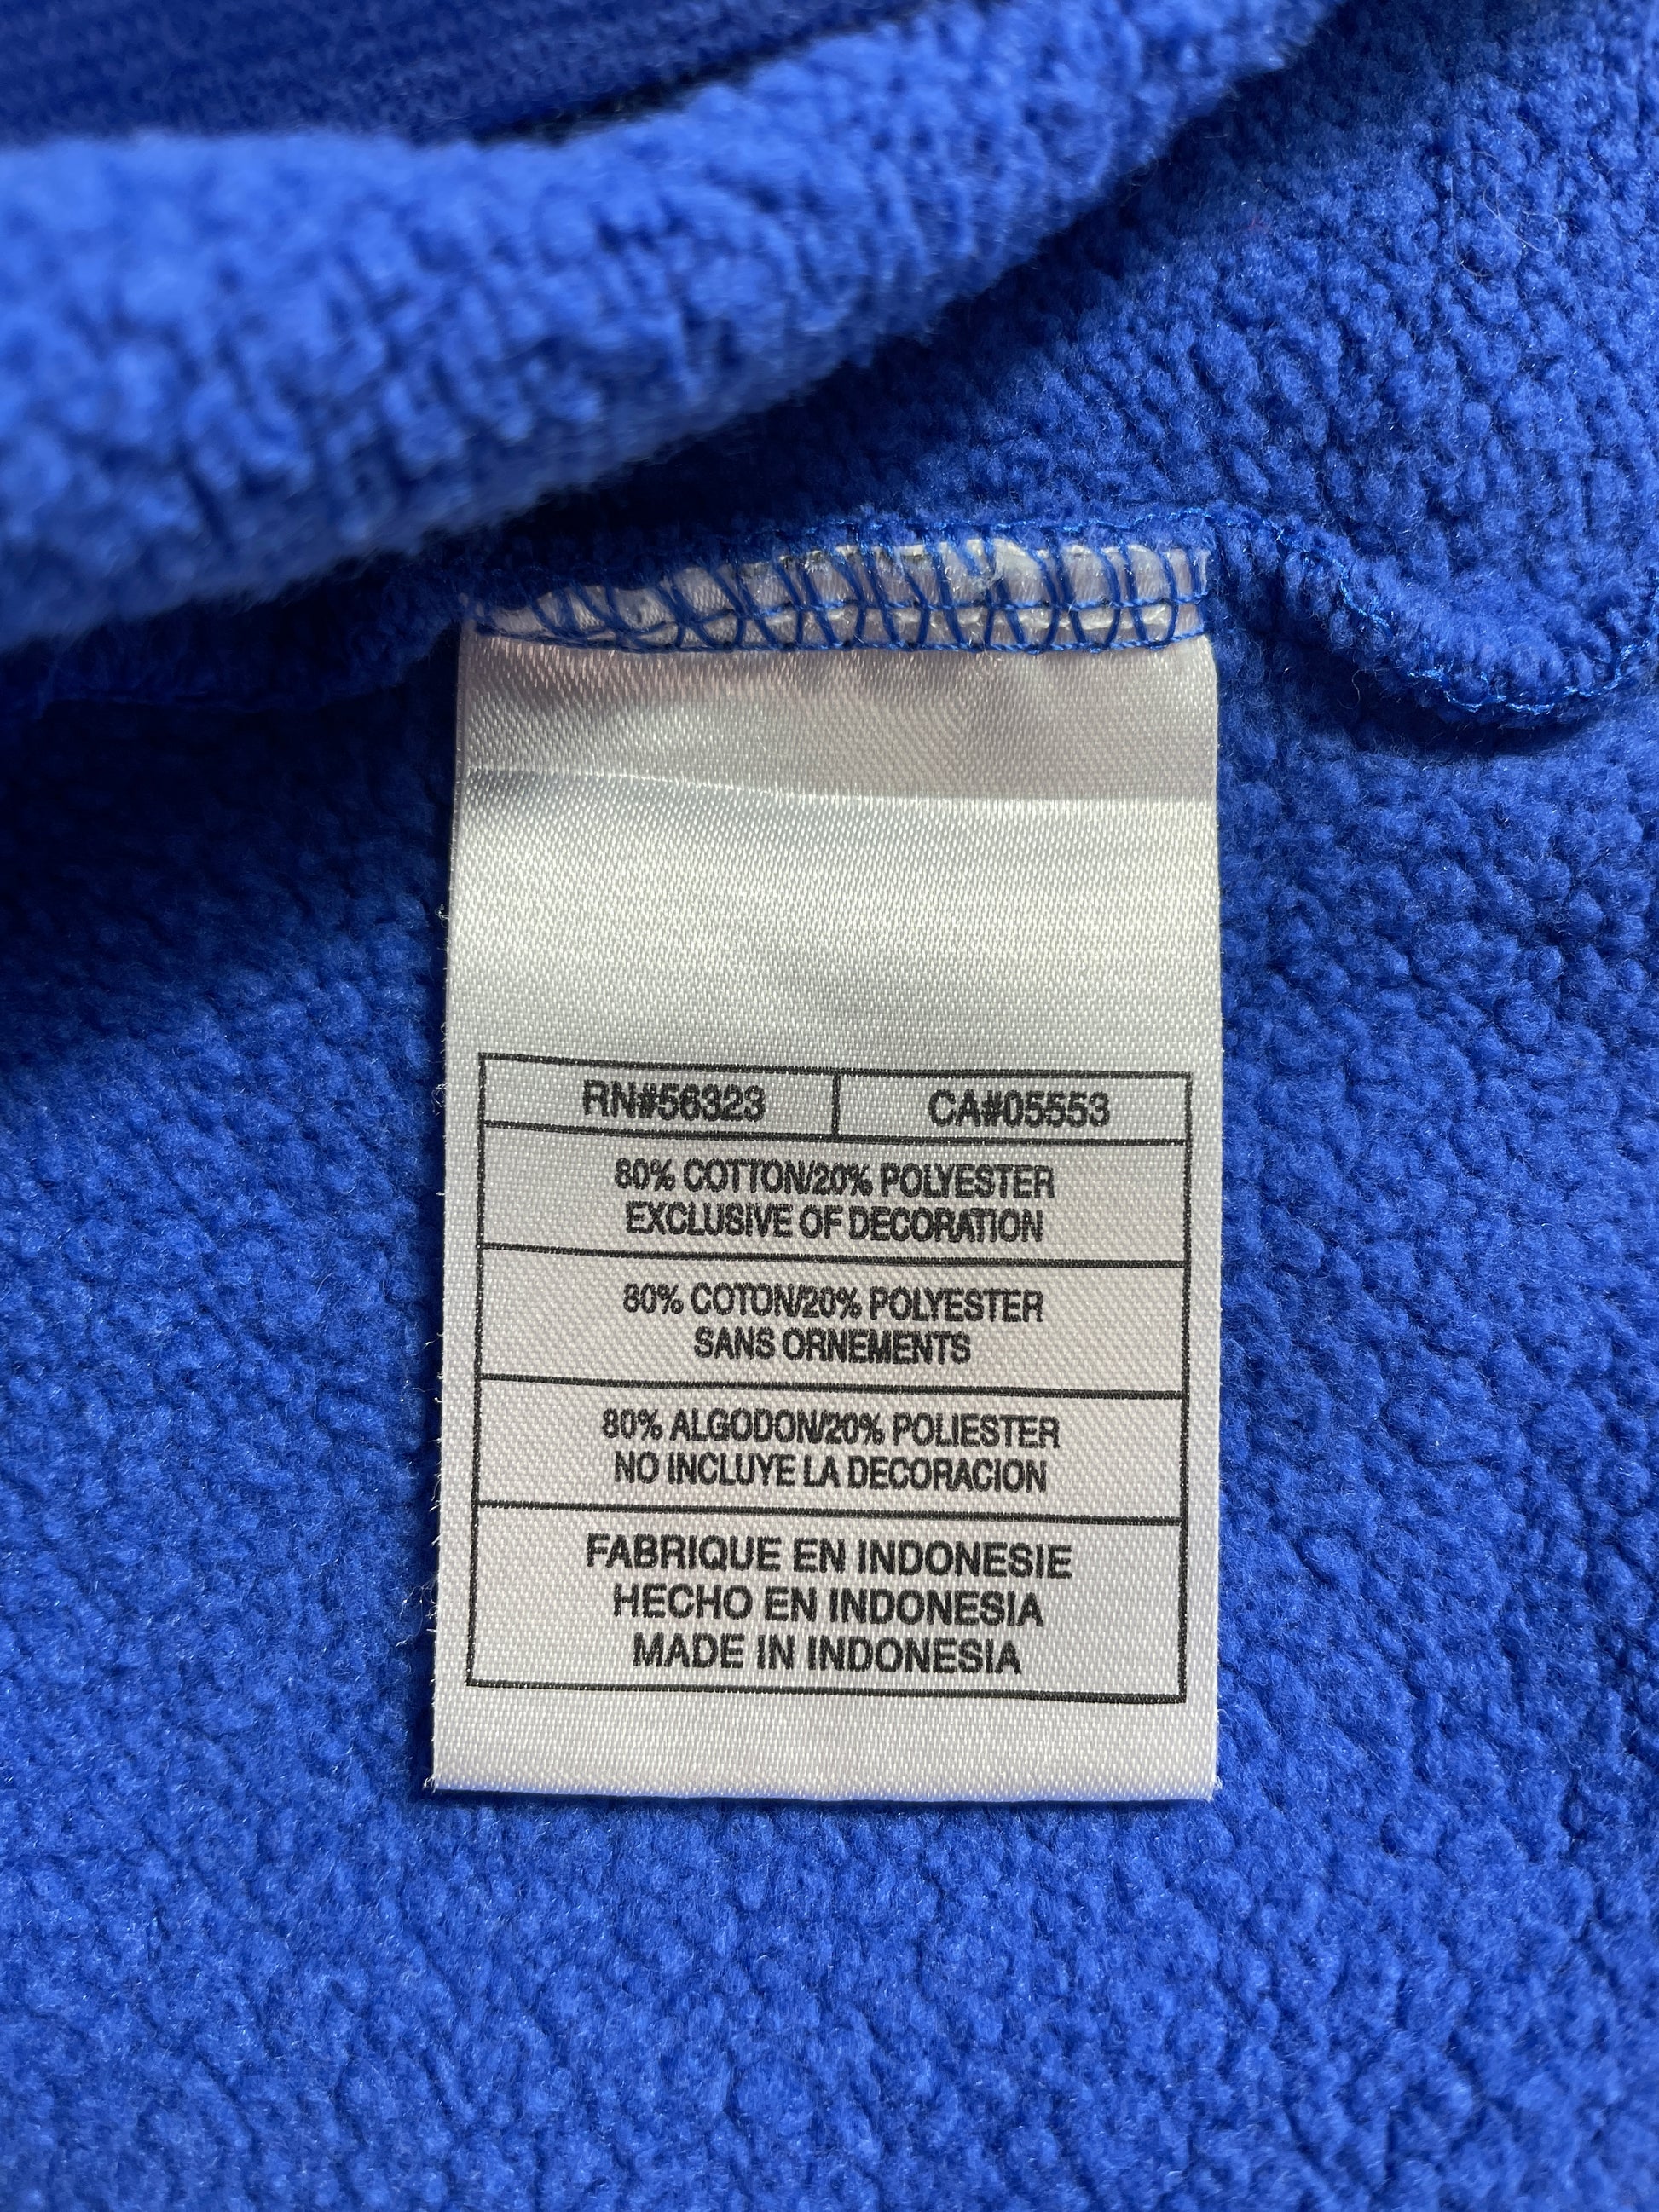 RN#56323 CA#05553
80% COTTON/20% POLYESTER
EXCLUSIVE OF DECORATION
80% COTON/20% POLYESTER
SANS ORNEMENTS
80% ALGODON/20% POLIESTER
NO INCLUYE LA DECORACION
FABRIQUE EN INDONESIE
HECHO EN INDONESIA
MADE IN INDONESIA